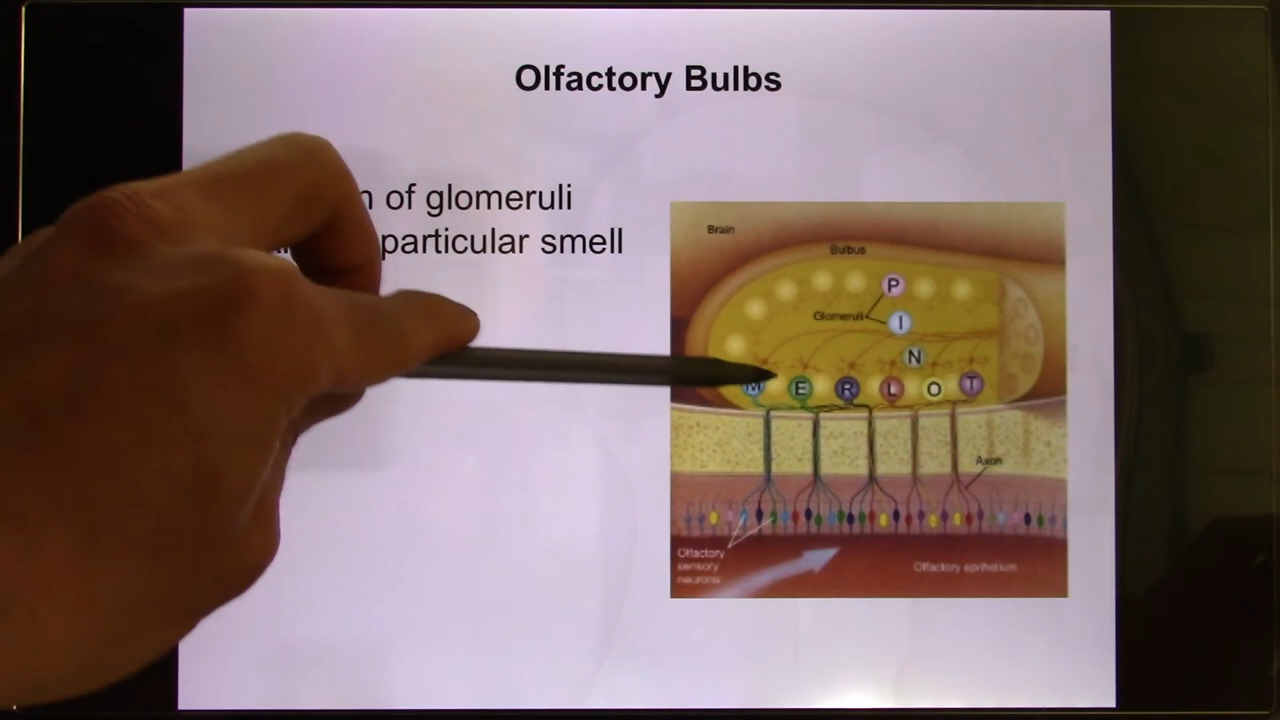 Olfactory Bulbs
of glomeruli
particular smell
Brain
Bulbus
P
Glomeruli
I
N
M E R L O T
Axon
Olfactory
sensory
neurons
Olfactory epithelium